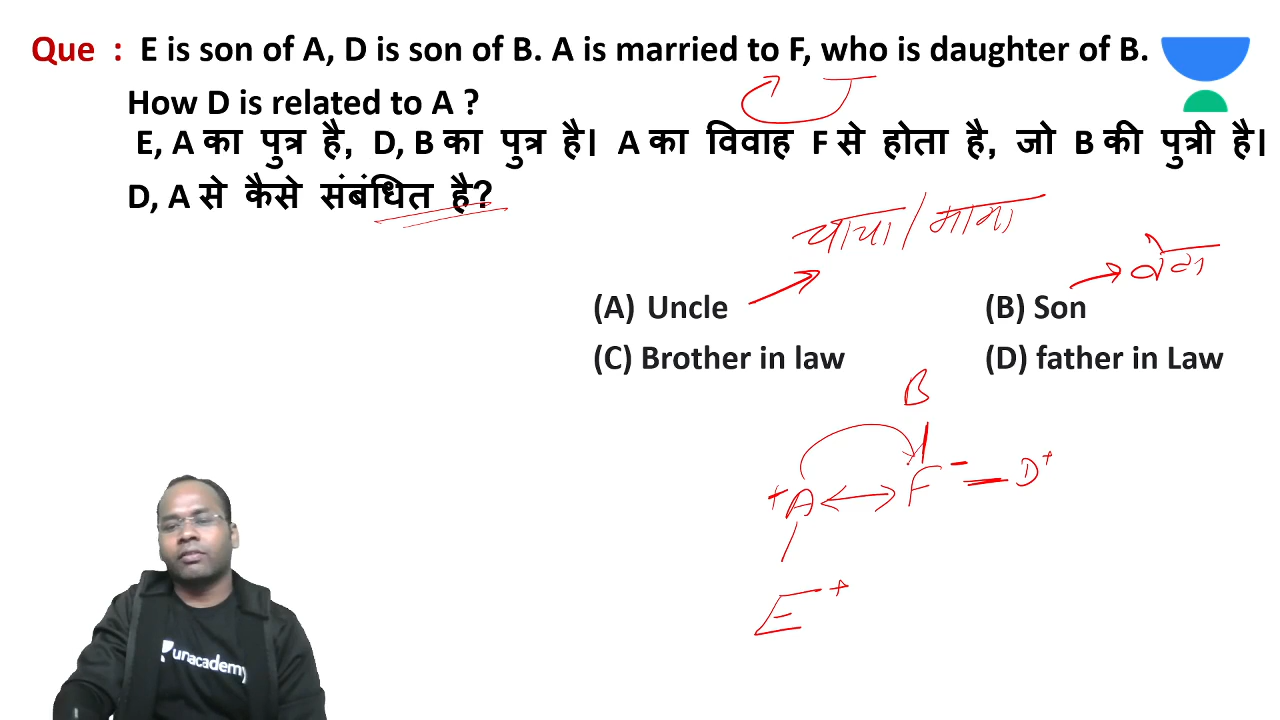 Que : E is son of A, D is son of B. A is married to F, who is daughter of B.
How D is related to A ?
E, A का पुत्र है, D, B का पुत्र है। A का विवाह F से होता है, जो B की पुत्री है।
D, A से कैसे संबंधित है?
चाचा/मामा
बेटा
(A) Uncle (B) Son
(C) Brother in law (D) father in Law
B
+A F - D+
E+
unacademy